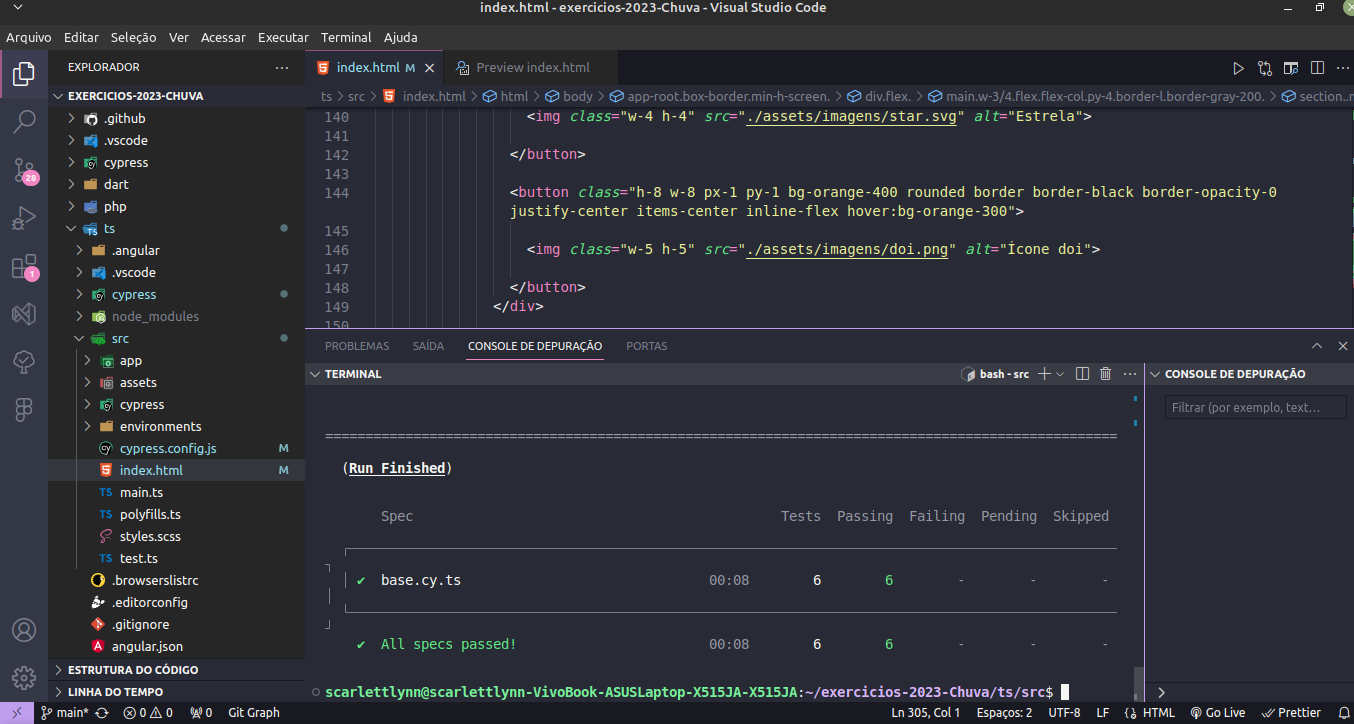 index.html - exercicios-2023-Chuva - Visual Studio Code
Arquivo Editar Seleção Ver Acessar Executar Terminal Ajuda
EXPLORADOR
EXERCICIOS-2023-CHUVA
.github
.vscode
cypress
dart
php
ts
.angular
.vscode
cypress
node_modules
src
app
assets
cypress
environments
cypress.config.js M
index.html M
TS main.ts
TS polyfills.ts
styles.scss
TS test.ts
.browserslistrc
.editorconfig
.gitignore
angular.json
ESTRUTURA DO CÓDIGO
LINHA DO TEMPO
28
1
index.html M
Preview index.html
ts > src > index.html > html > body > app-root.box-border.min-h-screen. > div.flex. > main.w-3/4.flex.flex-col.py-4.border-l.border-gray-200. > section..
140 <img class="w-4 h-4" src="./assets/imagens/star.svg" alt="Estrela">
141
142 </button>
143
144 <button class="h-8 w-8 px-1 py-1 bg-orange-400 rounded border border-black border-opacity-0
justify-center items-center inline-flex hover:bg-orange-300">
145
146 <img class="w-5 h-5" src="./assets/imagens/doi.png" alt="Ícone doi">
147
148 </button>
149 </div>
150
PROBLEMAS SAÍDA CONSOLE DE DEPURAÇÃO PORTAS
TERMINAL
bash - src
CONSOLE DE DEPURAÇÃO
Filtrar (por exemplo, text…
====================================================================================================
(Run Finished)
Spec Tests Passing Failing Pending Skipped
✔ base.cy.ts 00:08 6 6 - - -
✔ All specs passed! 00:08 6 6 - - -
scarlettlynn@scarlettlynn-VivoBook-ASUSLaptop-X515JA-X515JA:~/exercicios-2023-Chuva/ts/src$
main* 0 0 0 Git Graph
Ln 305, Col 1 Espaços: 2 UTF-8 LF HTML Go Live Prettier